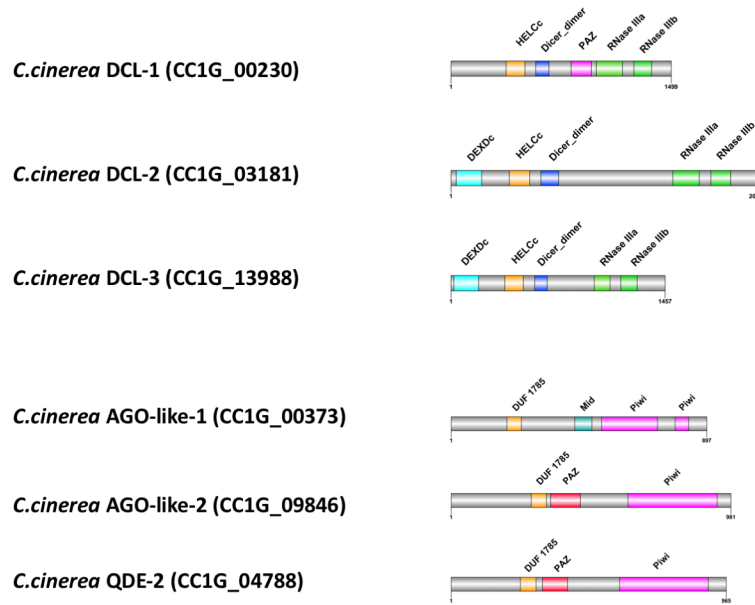 HELCc Dicer_dimer PAZ RNase IIIa RNase IIIb
C.cinerea DCL-1 (CC1G_00230)
1 1499
DEXDc HELCc Dicer_dimer RNase IIIa RNase IIIb
C.cinerea DCL-2 (CC1G_03181)
1 20
DEXDc HELCc Dicer_dimer RNase IIIa RNase IIIb
C.cinerea DCL-3 (CC1G_13988)
1 1457
DUF 1785 Mid Piwi Piwi
C.cinerea AGO-like-1 (CC1G_00373)
1 897
DUF 1785 PAZ Piwi
C.cinerea AGO-like-2 (CC1G_09846)
1 981
DUF 1785 PAZ Piwi
C.cinerea QDE-2 (CC1G_04788)
1 965